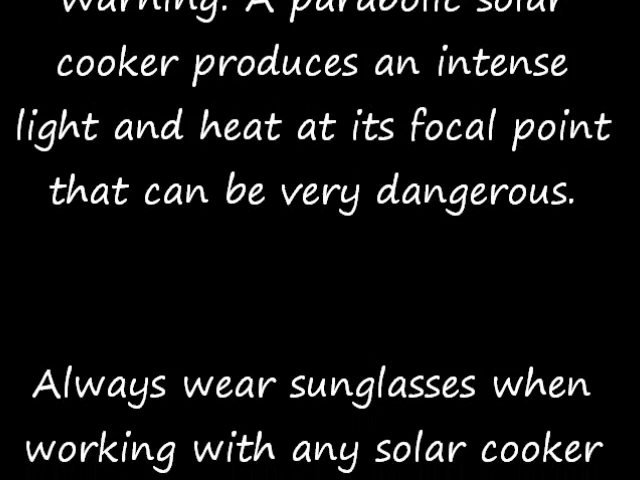 Warning: A parabolic solar
cooker produces an intense
light and heat at its focal point
that can be very dangerous.
Always wear sunglasses when
working with any solar cooker